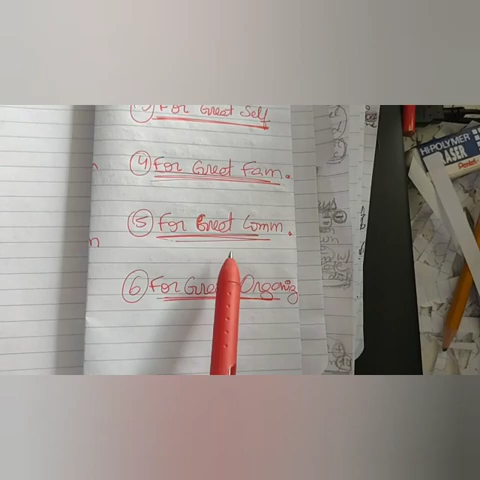 For Great Self
④ For Great Fam.
⑤ For Great Comm.
⑥ For Great Organiz
HI-POLYMER
ERASER
Pentel